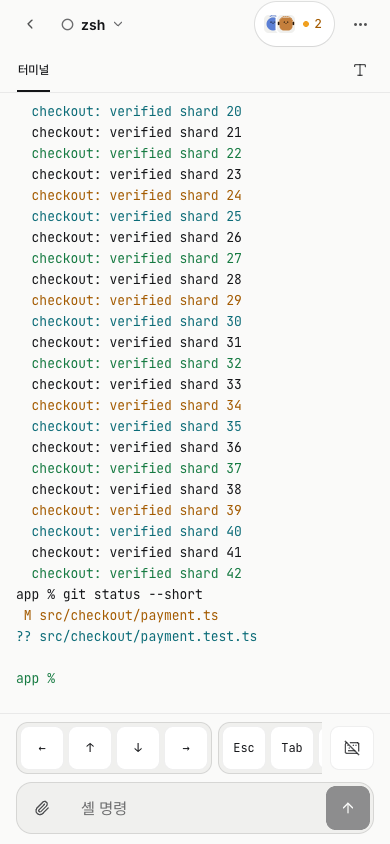 zsh
2
터미널
checkout: verified shard 20
checkout: verified shard 21
checkout: verified shard 22
checkout: verified shard 23
checkout: verified shard 24
checkout: verified shard 25
checkout: verified shard 26
checkout: verified shard 27
checkout: verified shard 28
checkout: verified shard 29
checkout: verified shard 30
checkout: verified shard 31
checkout: verified shard 32
checkout: verified shard 33
checkout: verified shard 34
checkout: verified shard 35
checkout: verified shard 36
checkout: verified shard 37
checkout: verified shard 38
checkout: verified shard 39
checkout: verified shard 40
checkout: verified shard 41
checkout: verified shard 42
app % git status --short
M src/checkout/payment.ts
?? src/checkout/payment.test.ts
app %
← ↑ ↓ → Esc Tab
셸 명령